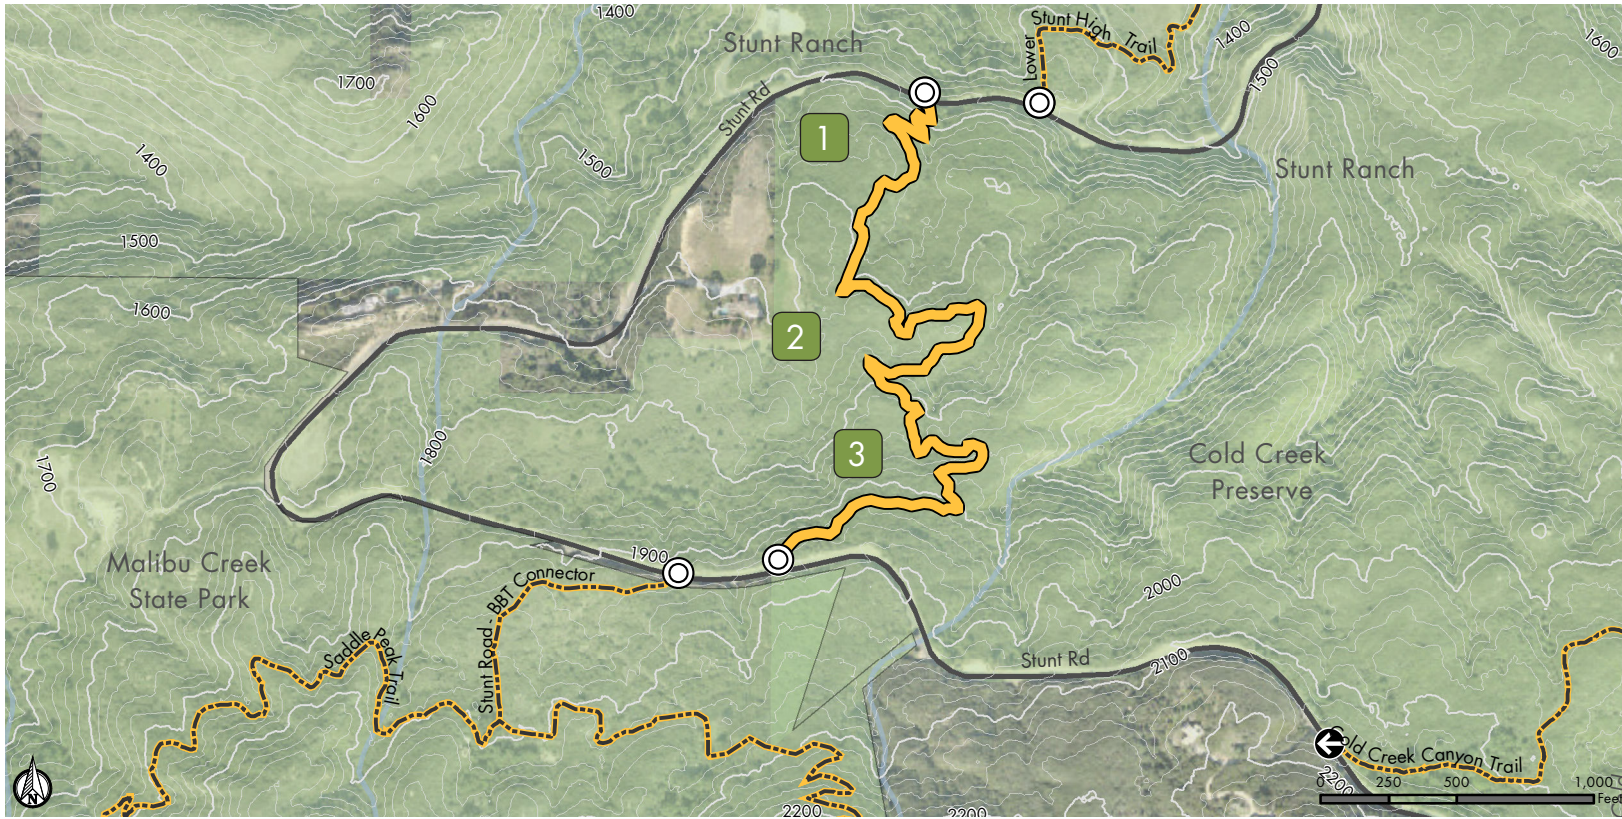 1400
Stunt High Trail
1400
1600
Stunt Ranch
Lower
1700
1500
1600
Stunt Rd
1
1400
1500
Stunt Ranch
1500
1600
2
1800
3
Cold Creek
Preserve
1700
1900
Malibu Creek
State Park
Stunt Road - BBT Connector
2000
Saddle Peak Trail
Stunt Rd
2100
Cold Creek Canyon Trail
2200
0 250 500 1,000
Feet
N
2200
2200